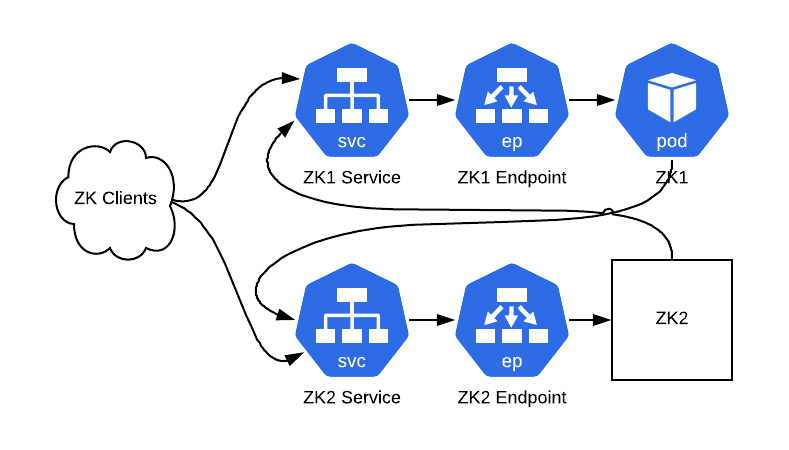 svc
ep
pod
ZK1 Service
ZK1 Endpoint
ZK1
ZK Clients
ZK2
svc
ep
ZK2 Service
ZK2 Endpoint